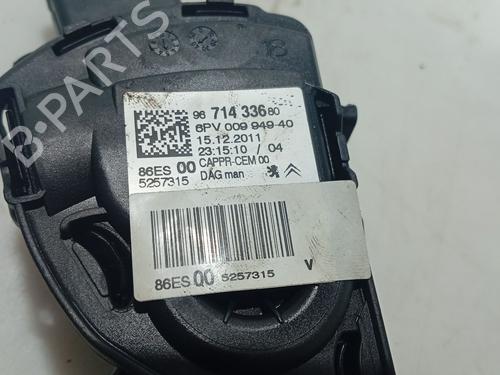 B-PARTS
18
96 714 336 80
6PV 009 949-40
15.12.2011
23:15:10 / 04
86ES 00 CAPPR-CEM 00
5257315 DAG man
86ES 00 5257315 V